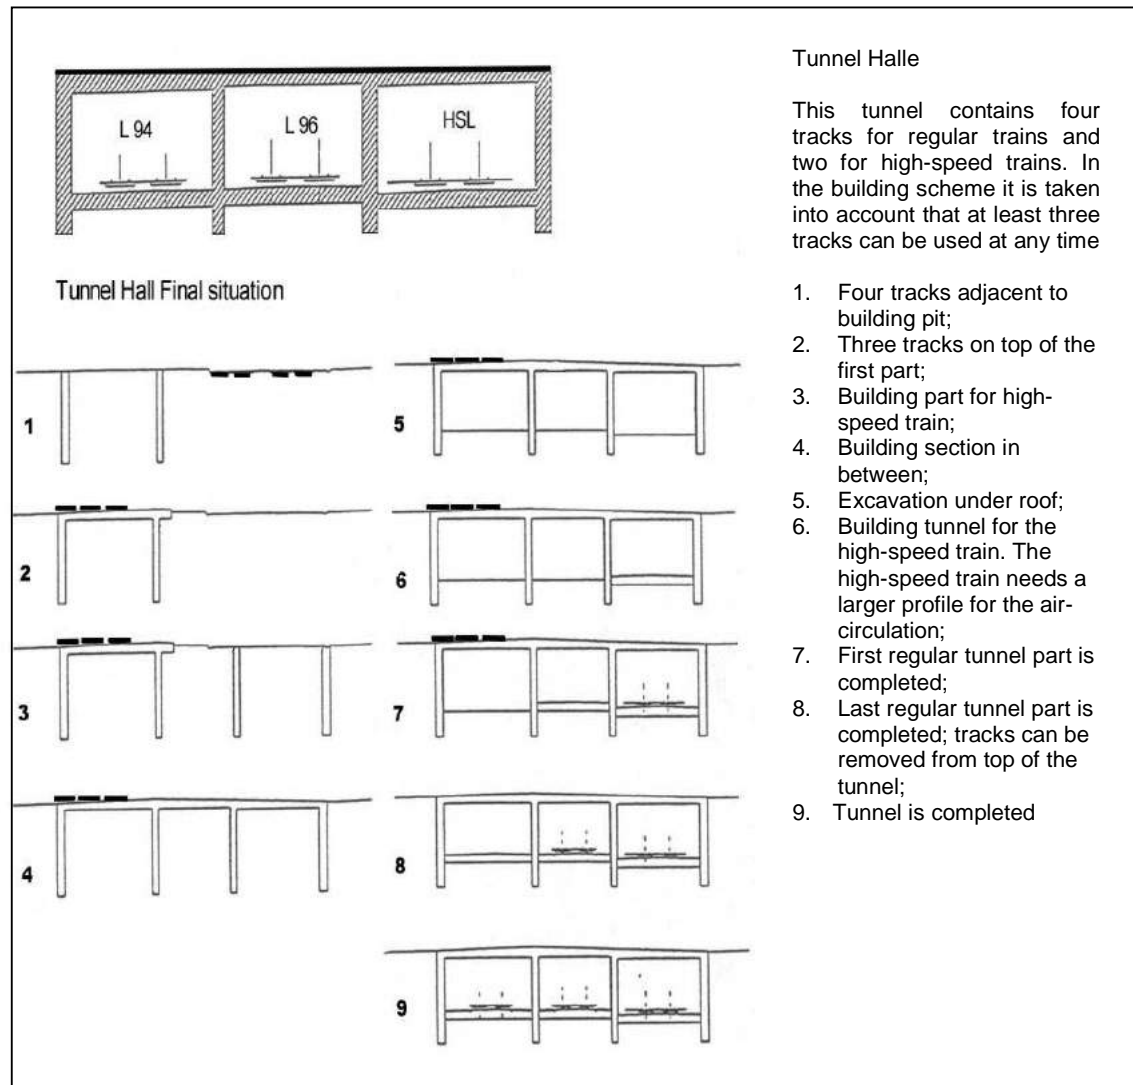 L 94
L 96
HSL
Tunnel Hall Final situation
1
2
3
4
5
6
7
8
9
Tunnel Halle
This tunnel contains four
tracks for regular trains and
two for high-speed trains. In
the building scheme it is taken
into account that at least three
tracks can be used at any time
1. Four tracks adjacent to
building pit;
2. Three tracks on top of the
first part;
3. Building part for high-
speed train;
4. Building section in
between;
5. Excavation under roof;
6. Building tunnel for the
high-speed train. The
high-speed train needs a
larger profile for the air-
circulation;
7. First regular tunnel part is
completed;
8. Last regular tunnel part is
completed; tracks can be
removed from top of the
tunnel;
9. Tunnel is completed